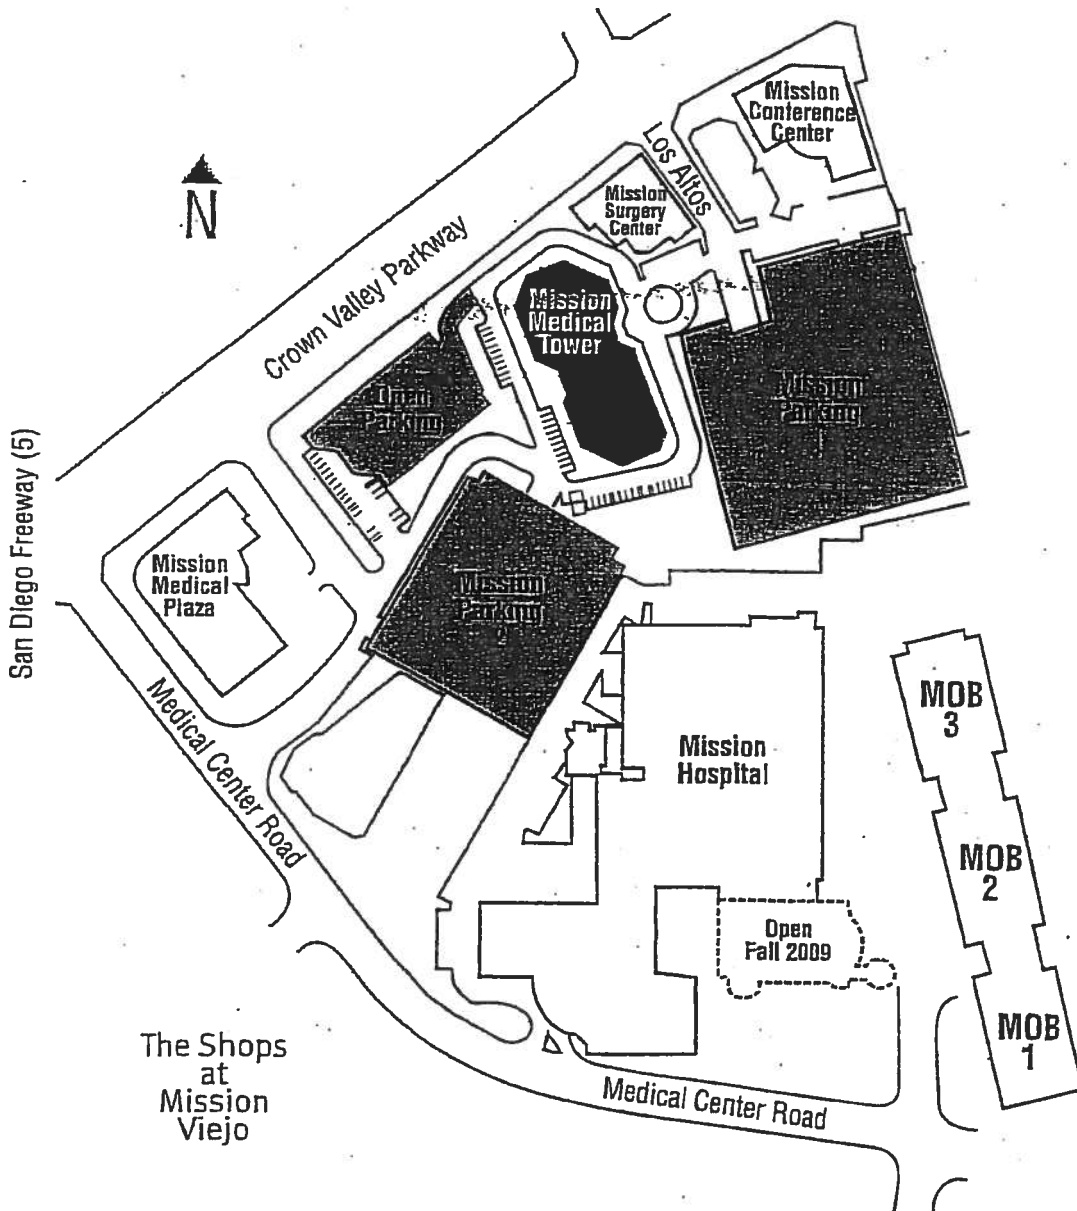 Mission
Conference
Center
Los Altos
Mission
Surgery
Center
N
Crown Valley Parkway
Mission
Medical
Tower
Open
Parking
Mission
Parking
1
San Diego Freeway (5)
Mission
Medical
Plaza
Mission
Parking
2
Medical Center Road
Mission
Hospital
MOB
3
MOB
2
Open
Fall 2009
MOB
1
The Shops
at
Mission
Viejo
Medical Center Road